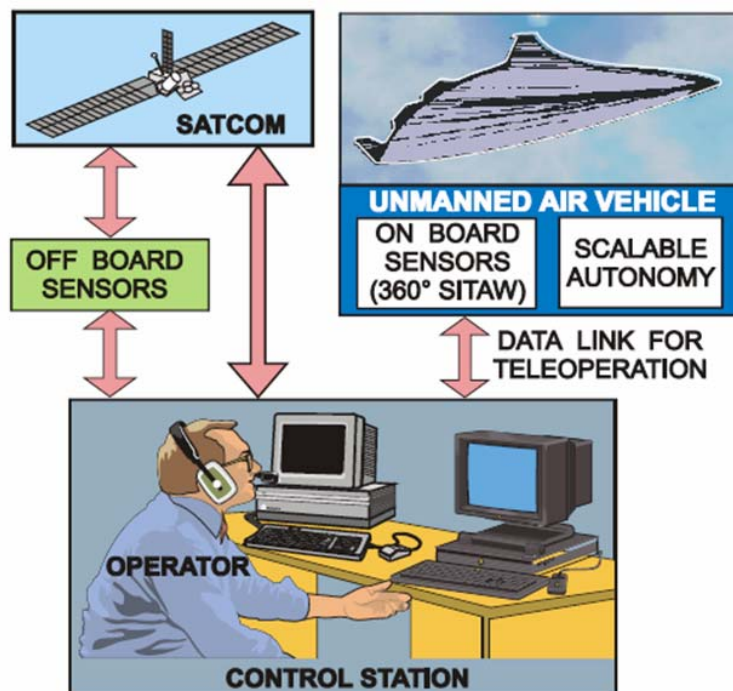 SATCOM
UNMANNED AIR VEHICLE
ON BOARD
SENSORS
(360° SITAW)
SCALABLE
AUTONOMY
OFF BOARD
SENSORS
DATA LINK FOR
TELEOPERATION
OPERATOR
CONTROL STATION